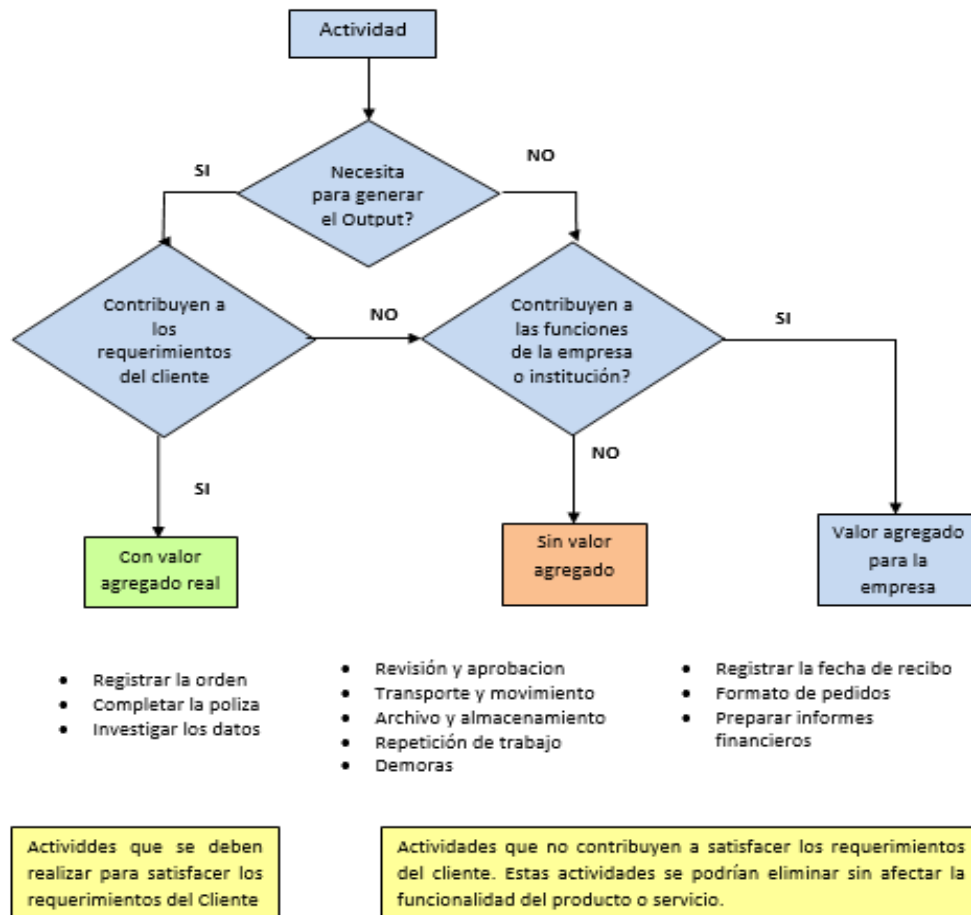 Actividad
SI
NO
Necesita
para generar
el Output?
Contribuyen a
los
requerimientos
del cliente
NO
Contribuyen a
las funciones
de la empresa
o institución?
SI
SI
NO
Con valor
agregado real
Sin valor
agregado
Valor agregado
para la
empresa
• Registrar la orden
• Completar la poliza
• Investigar los datos
• Revisión y aprobacion
• Transporte y movimiento
• Archivo y almacenamiento
• Repetición de trabajo
• Demoras
• Registrar la fecha de recibo
• Formato de pedidos
• Preparar informes
financieros
Actividdes que se deben
realizar para satisfacer los
requerimientos del Cliente
Actividades que no contribuyen a satisfacer los requerimientos
del cliente. Estas actividades se podrían eliminar sin afectar la
funcionalidad del producto o servicio.